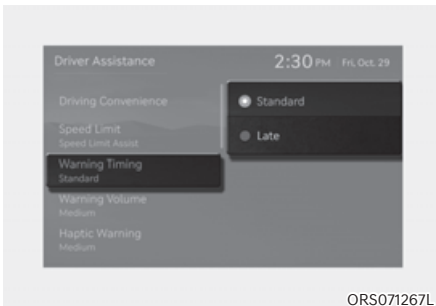 Driver Assistance
2:30 PM Fri, Oct. 29
Driving Convenience
Speed Limit
Speed Limit Assist
Warning Timing
Standard
Warning Volume
Medium
Haptic Warning
Medium
Standard
Late
ORS071267L